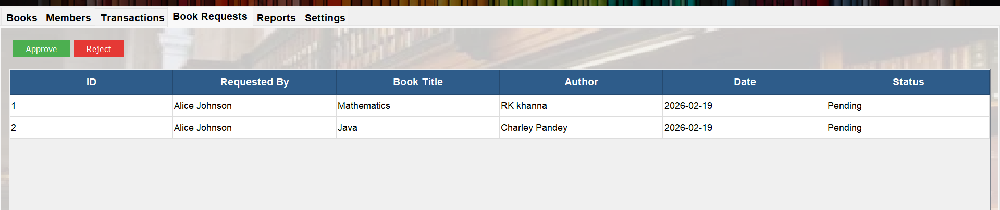 Books Members Transactions Book Requests Reports Settings
Approve Reject
ID Requested By Book Title Author Date Status
1 Alice Johnson Mathematics RK khanna 2026-02-19 Pending
2 Alice Johnson Java Charley Pandey 2026-02-19 Pending